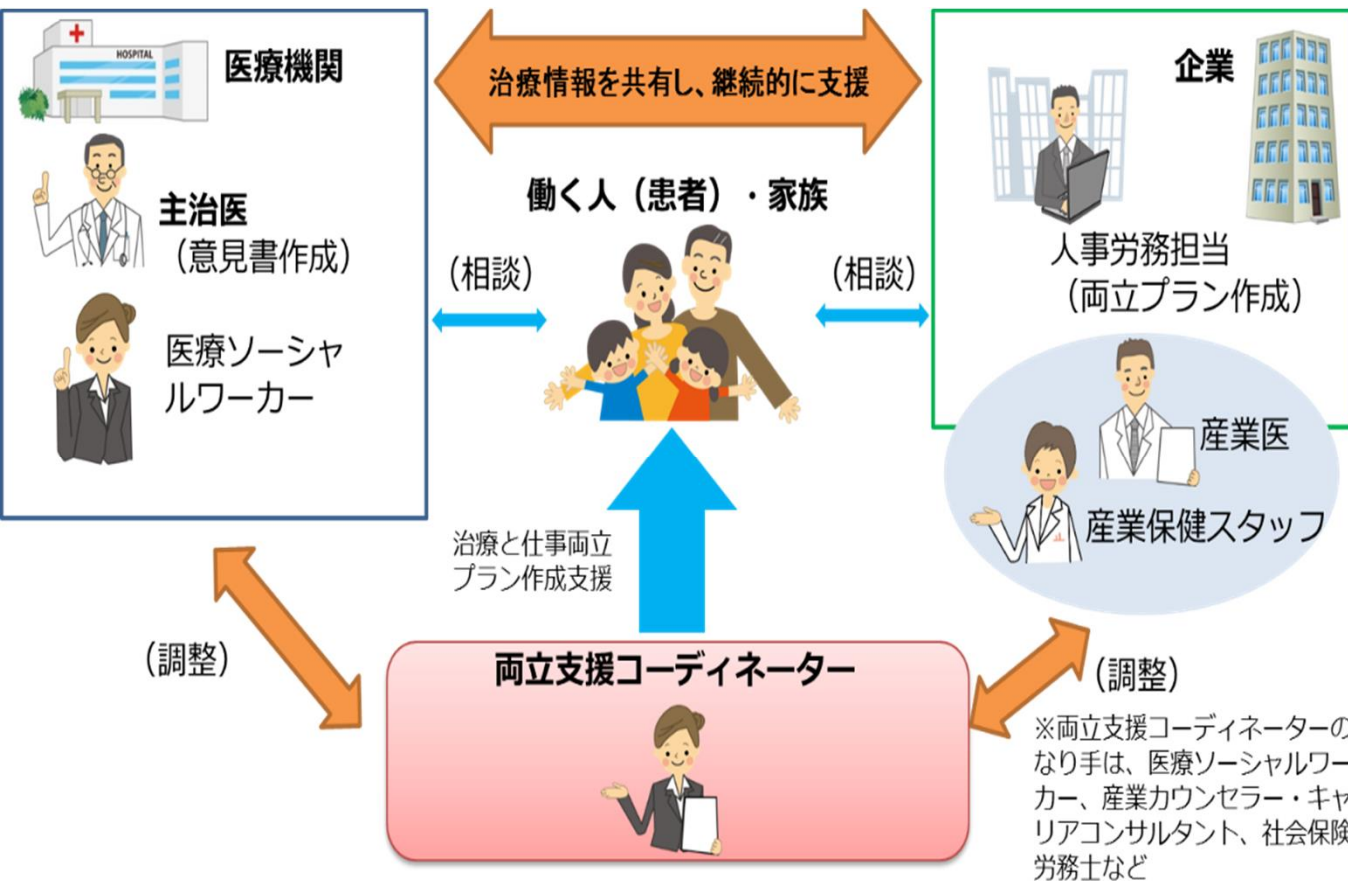 HOSPITAL
医療機関
治療情報を共有し、継続的に支援
企業
主治医
（意見書作成）
医療ソーシャ
ルワーカー
働く人（患者）・家族
（相談）
（相談）
人事労務担当
（両立プラン作成）
産業医
産業保健スタッフ
治療と仕事両立
プラン作成支援
（調整）
両立支援コーディネーター
（調整）
※両立支援コーディネーターの
なり手は、医療ソーシャルワー
カー、産業カウンセラー・キャ
リアコンサルタント、社会保険
労務士など